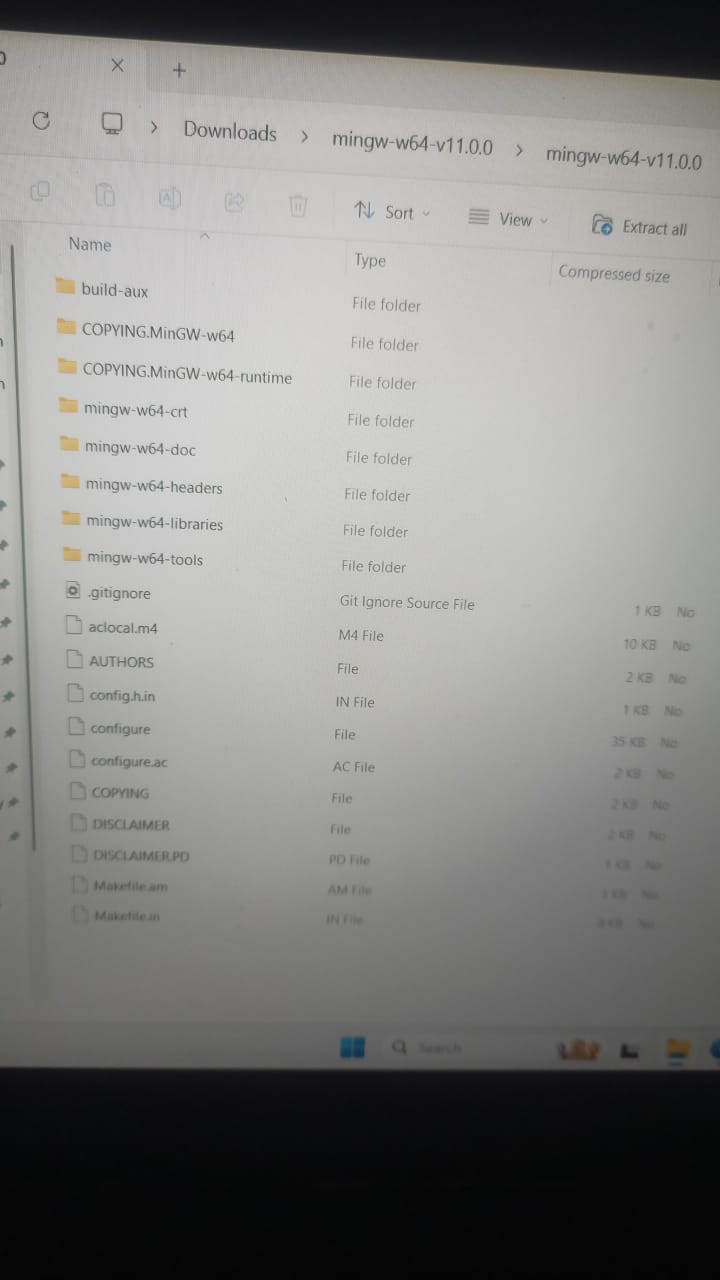 Downloads > mingw-w64-v11.0.0 > mingw-w64-v11.0.0
Sort View Extract all
Name Type Compressed size
build-aux File folder
COPYING.MinGW-w64 File folder
COPYING.MinGW-w64-runtime File folder
mingw-w64-crt File folder
mingw-w64-doc File folder
mingw-w64-headers File folder
mingw-w64-libraries File folder
mingw-w64-tools File folder
.gitignore Git Ignore Source File 1 KB No
aclocal.m4 M4 File 10 KB No
AUTHORS File 2 KB No
config.h.in IN File 1 KB No
configure File 35 KB No
configure.ac AC File 2 KB No
COPYING File 2 KB No
DISCLAIMER File 2 KB No
DISCLAIMER.PD PD File 1 KB No
Makefile.am AM File 1 KB No
Makefile.in IN File KB No
Search